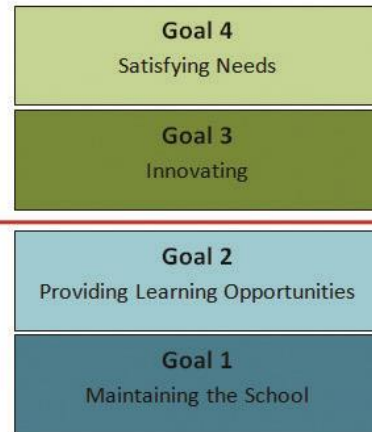 Goal 4
Satisfying Needs
Goal 3
Innovating
Goal 2
Providing Learning Opportunities
Goal 1
Maintaining the School